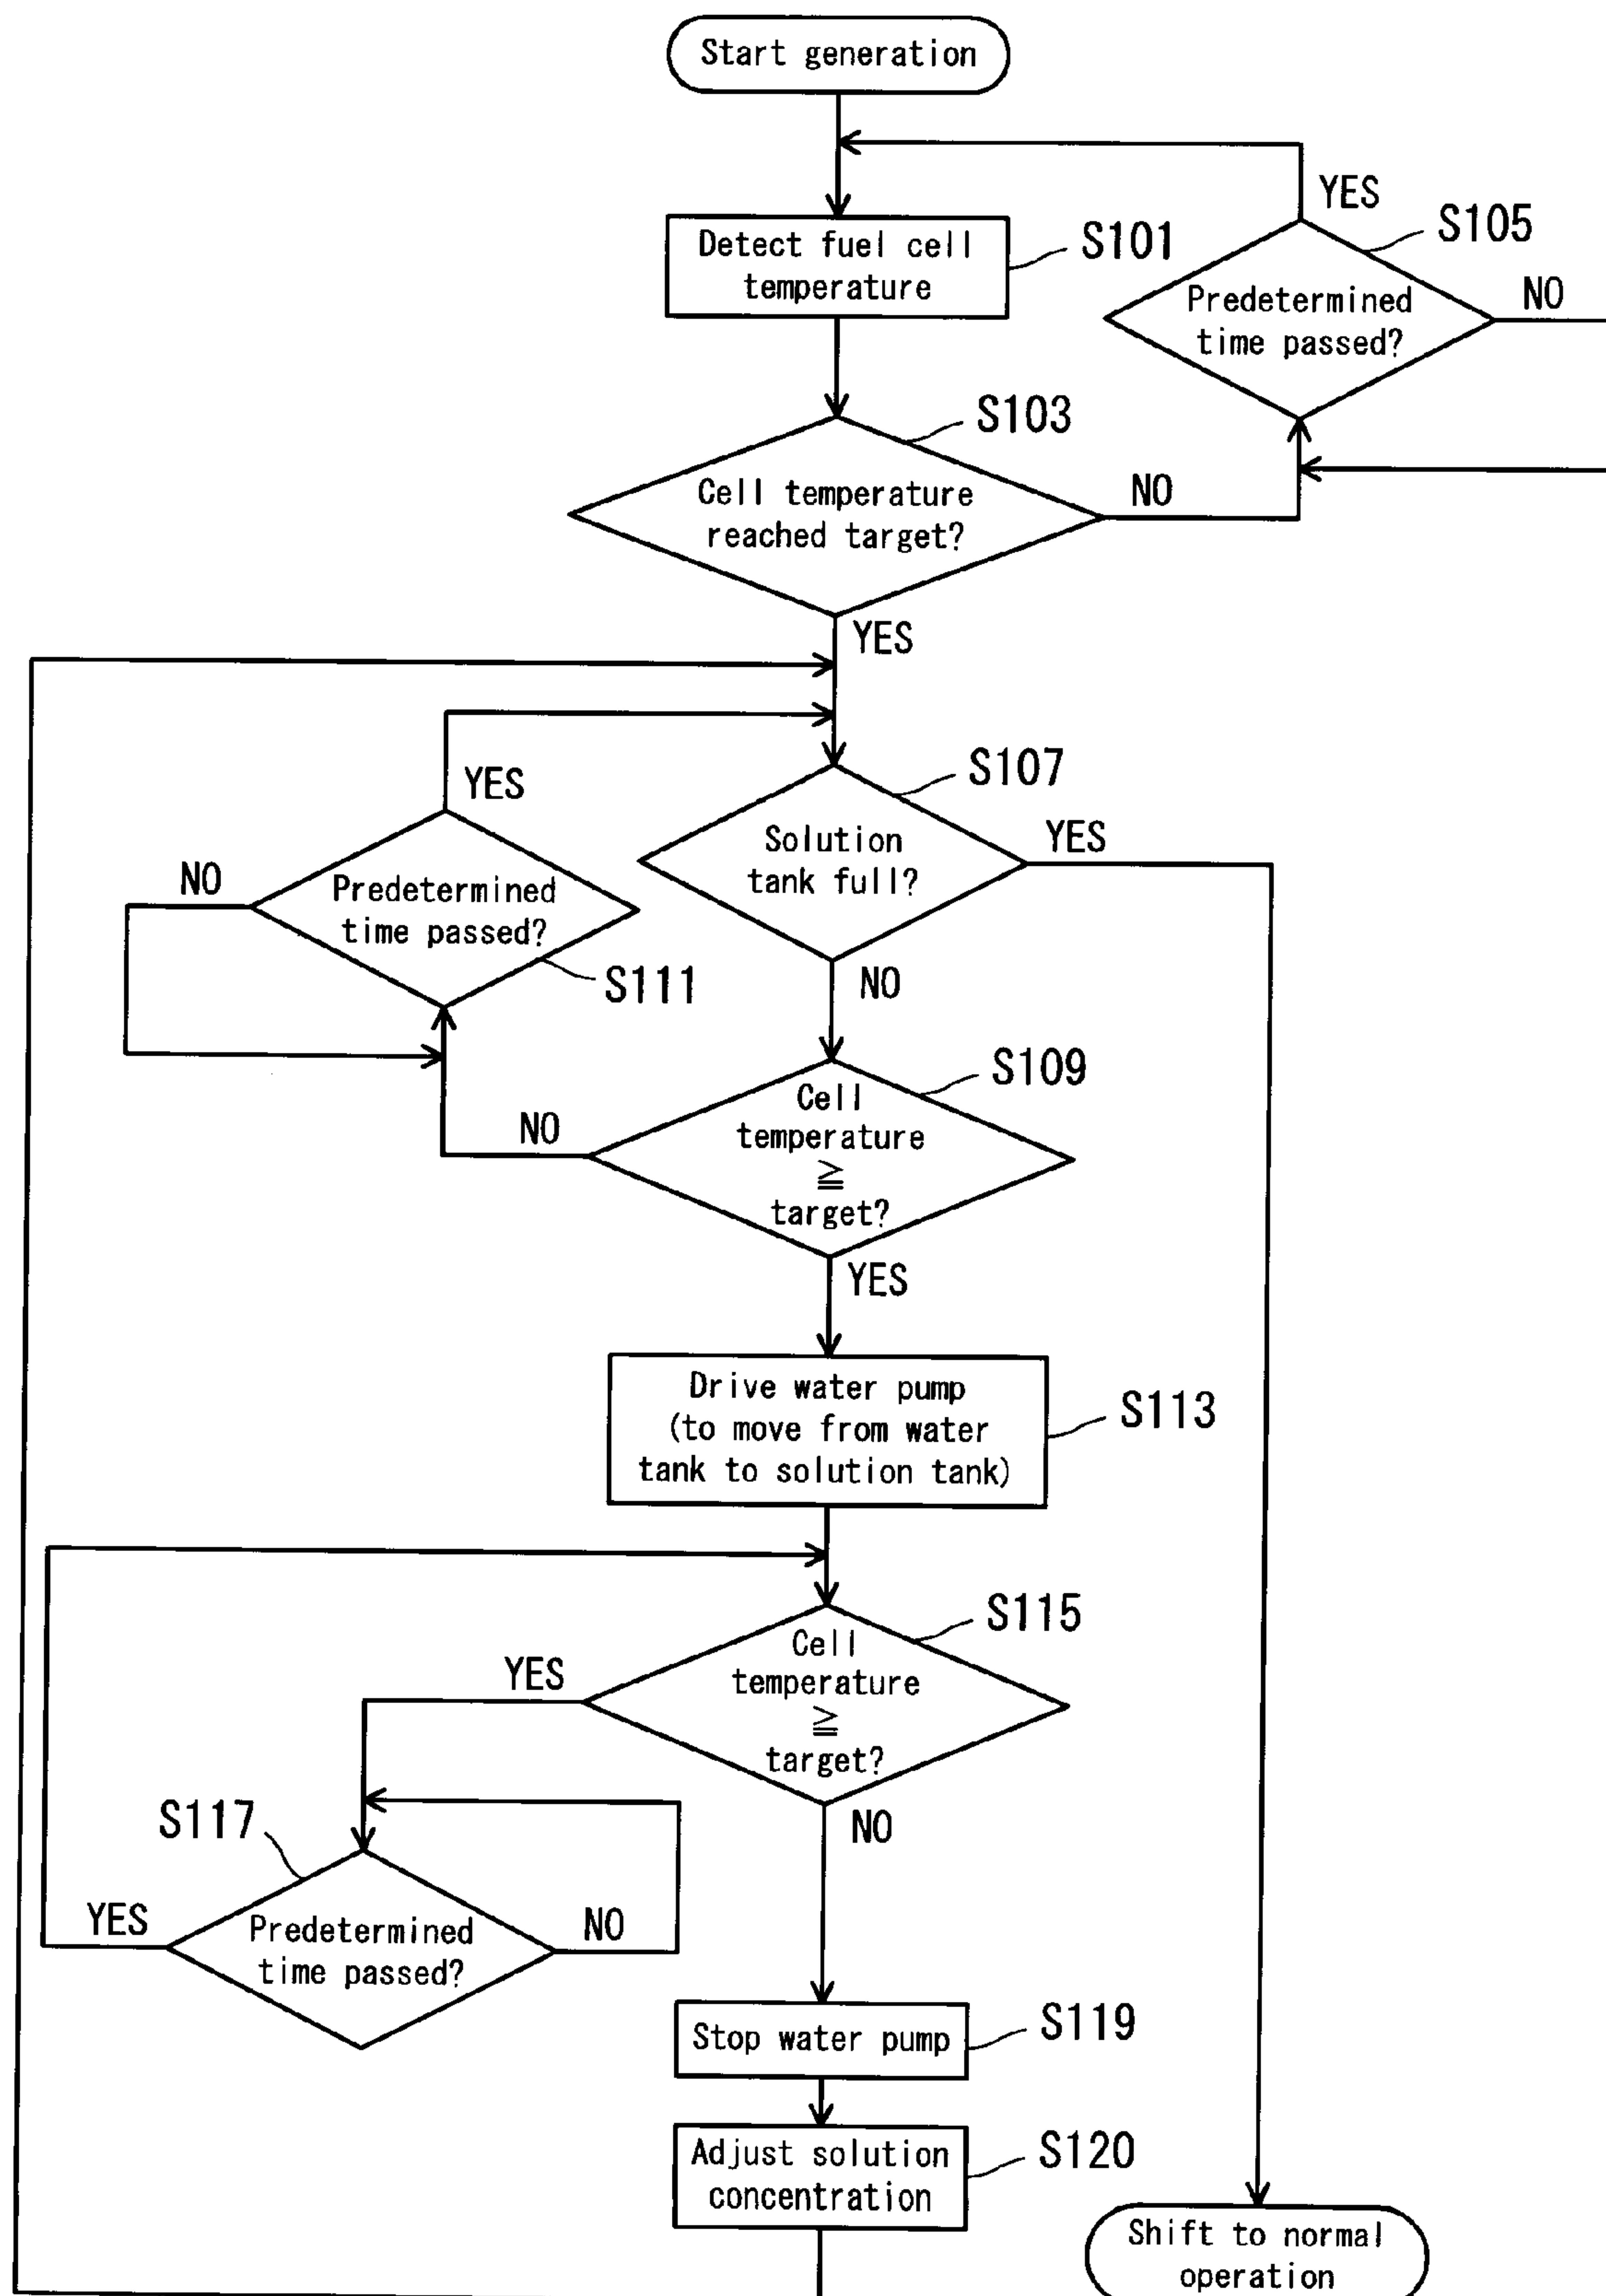 Start generation
YES
S105
S101
Detect fuel cell
temperature
Predetermined
time passed?
NO
S103
Cell temperature
reached target?
NO
YES
S107
YES
Solution
tank full?
YES
NO
Predetermined
time passed?
S111
NO
S109
Cell
temperature
≧
target?
NO
YES
Drive water pump
(to move from water
tank to solution tank)
S113
S115
Cell
temperature
≧
target?
YES
NO
S117
YES
Predetermined
time passed?
NO
Stop water pump
S119
Adjust solution
concentration
S120
Shift to normal
operation